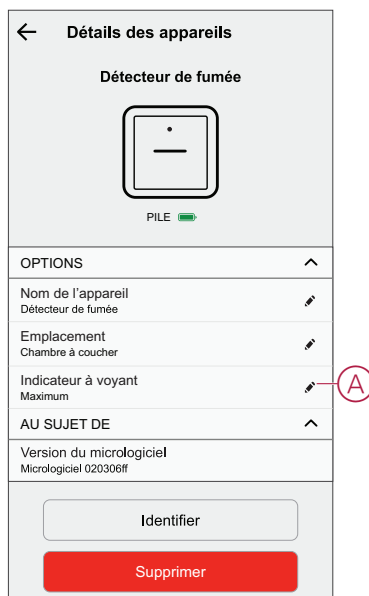 Détails des appareils
Détecteur de fumée
PILE
OPTIONS
Nom de l'appareil
Détecteur de fumée
Emplacement
Chambre à coucher
Indicateur à voyant
Maximum
A
AU SUJET DE
Version du micrologiciel
Micrologiciel 020306ff
Identifier
Supprimer